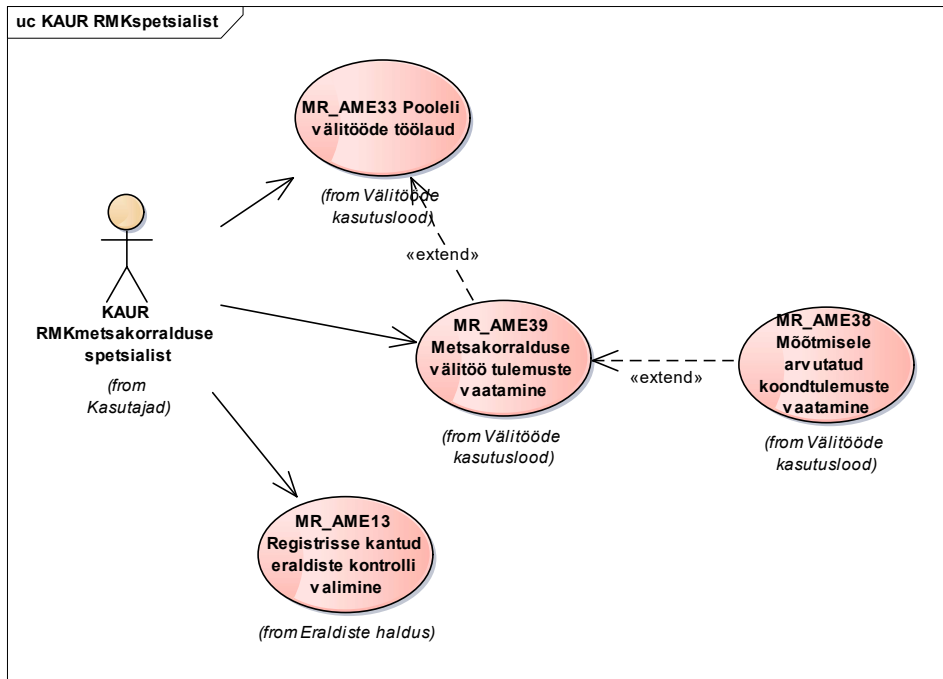 uc KAUR RMKspetsialist
MR_AME33 Pooleli
välitööde töölaud
(from Välitööde
kasutuslood)
«extend»
KAUR
RMKmetsakorralduse
spetsialist
(from
Kasutajad)
MR_AME39
Metsakorralduse
välitöö tulemuste
vaatamine
(from Välitööde
kasutuslood)
«extend»
MR_AME38
Mõõtmisele
arvutatud
koondtulemuste
vaatamine
(from Välitööde
kasutuslood)
MR_AME13
Registrisse kantud
eraldiste kontrolli
valimine
(from Eraldiste haldus)